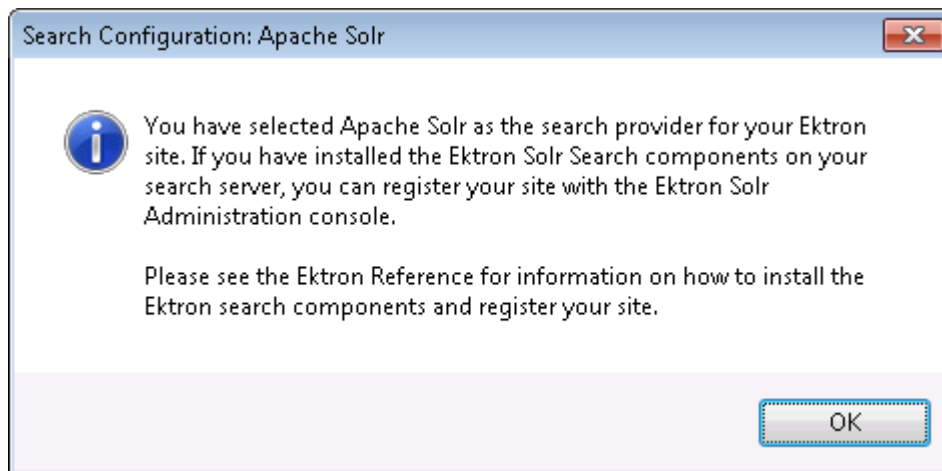 Search Configuration: Apache Solr
You have selected Apache Solr as the search provider for your Ektron
site. If you have installed the Ektron Solr Search components on your
search server, you can register your site with the Ektron Solr
Administration console.
Please see the Ektron Reference for information on how to install the
Ektron search components and register your site.
OK